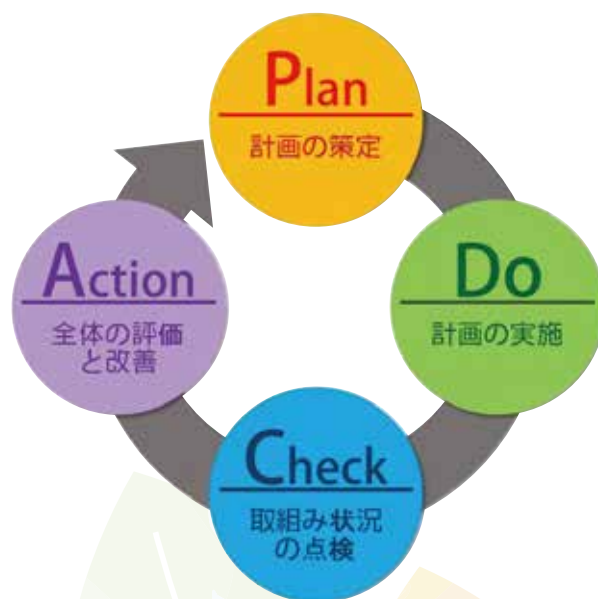 Plan
計画の策定
Do
計画の実施
Check
取組み状況
の点検
Action
全体の評価
と改善